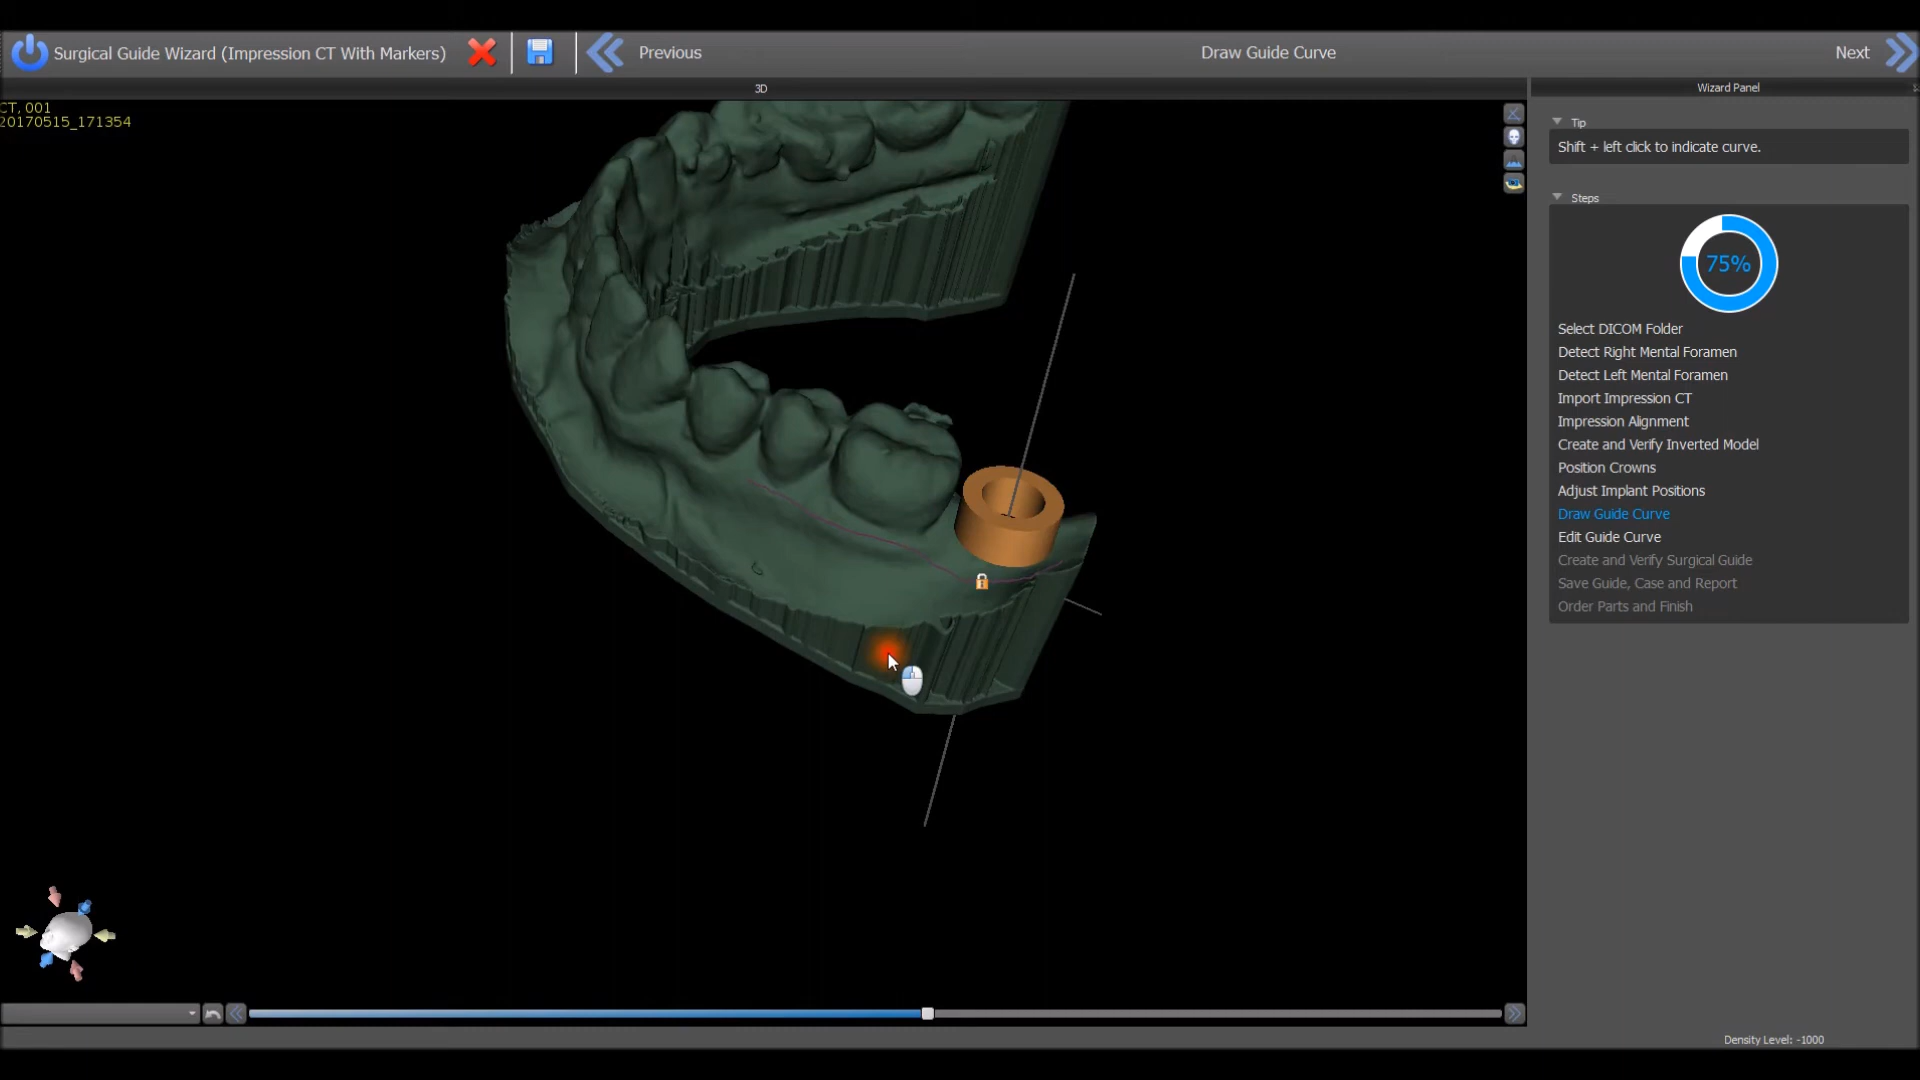 Surgical Guide Wizard (Impression CT With Markers)
Previous
Draw Guide Curve
Next
3D
Wizard Panel
CT, 001
20170515_171354
Tip
Shift + left click to indicate curve.
Steps
75%
Select DICOM Folder
Detect Right Mental Foramen
Detect Left Mental Foramen
Import Impression CT
Impression Alignment
Create and Verify Inverted Model
Position Crowns
Adjust Implant Positions
Draw Guide Curve
Edit Guide Curve
Create and Verify Surgical Guide
Save Guide, Case and Report
Order Parts and Finish
Density Level: -1000